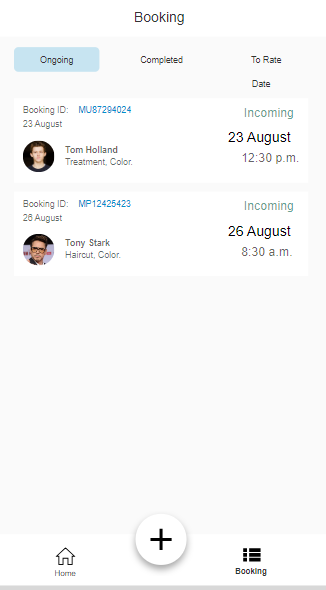 Booking
Ongoing Completed To Rate
Date
Booking ID: MU87294024 Incoming
23 August
23 August
Tom Holland 12:30 p.m.
Treatment, Color.
Booking ID: MP12425423 Incoming
26 August
26 August
Tony Stark 8:30 a.m.
Haircut, Color.
Home Booking